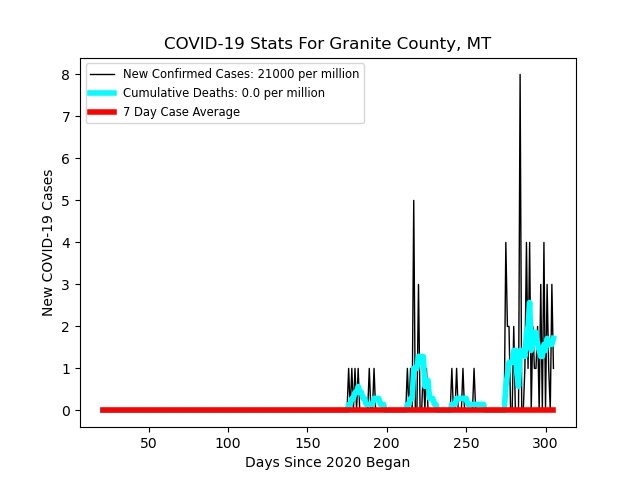 COVID-19 Stats For Granite County, MT
New Confirmed Cases: 21000 per million
Cumulative Deaths: 0.0 per million
7 Day Case Average
New COVID-19 Cases
8
7
6
5
4
3
2
1
0
50 100 150 200 250 300
Days Since 2020 Began